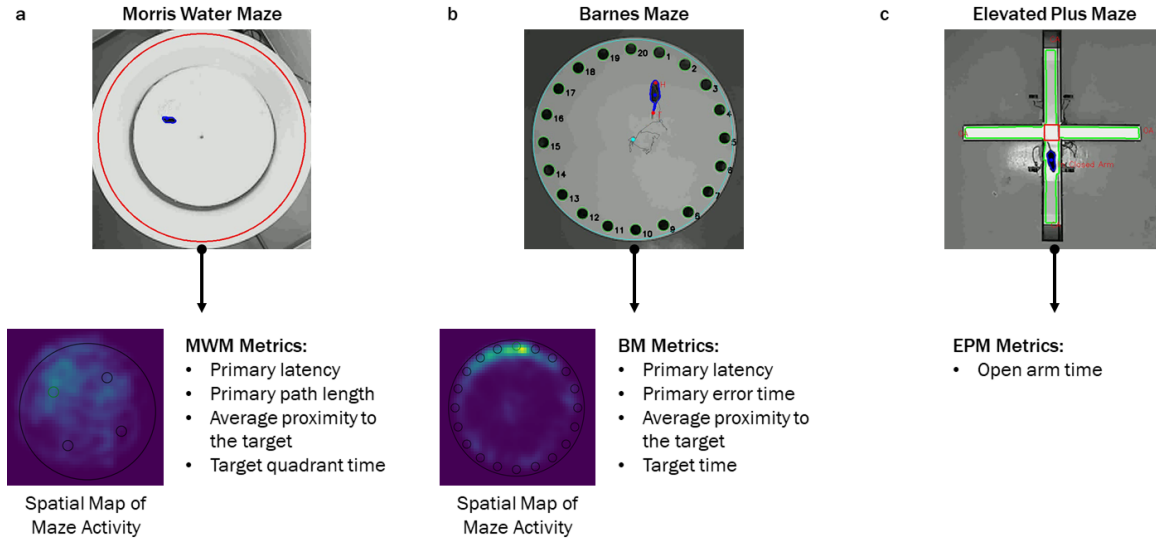 a
Morris Water Maze
b
Barnes Maze
c
Elevated Plus Maze
20
1
19
2
18
3
17
4
16
5
15
14
7
13
12
6
11
10
9
H
Closed Arm
OA
MWM Metrics:
• Primary latency
• Primary path length
• Average proximity to
the target
• Target quadrant time
Spatial Map of
Maze Activity
BM Metrics:
• Primary latency
• Primary error time
• Average proximity to
the target
• Target time
Spatial Map of
Maze Activity
EPM Metrics:
• Open arm time